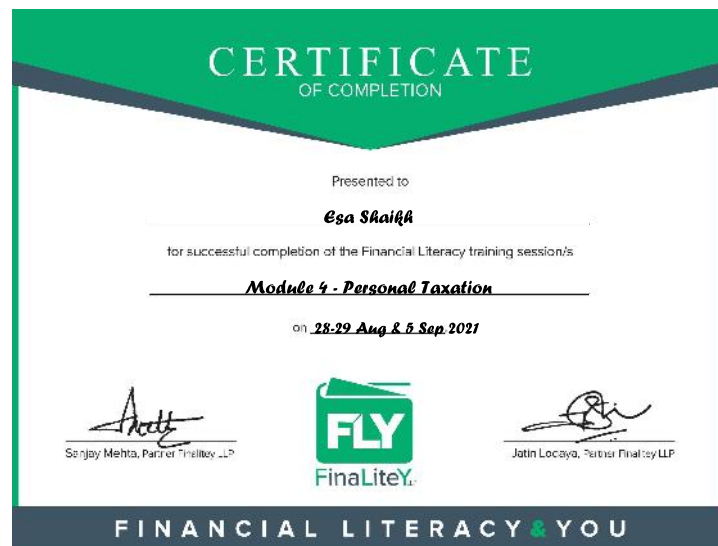 CERTIFICATE
OF COMPLETION
Presented to
Esa Shaikh
for successful completion of the Financial Literacy training session/s
Module 4 - Personal Taxation
on 28-29 Aug & 5 Sep 2021
FLY
FinaLiteY
Sanjay Mehta, Partner Finalitey LLP
Jatin Lodaya, Partner Finalitey LLP
FINANCIAL LITERACY & YOU